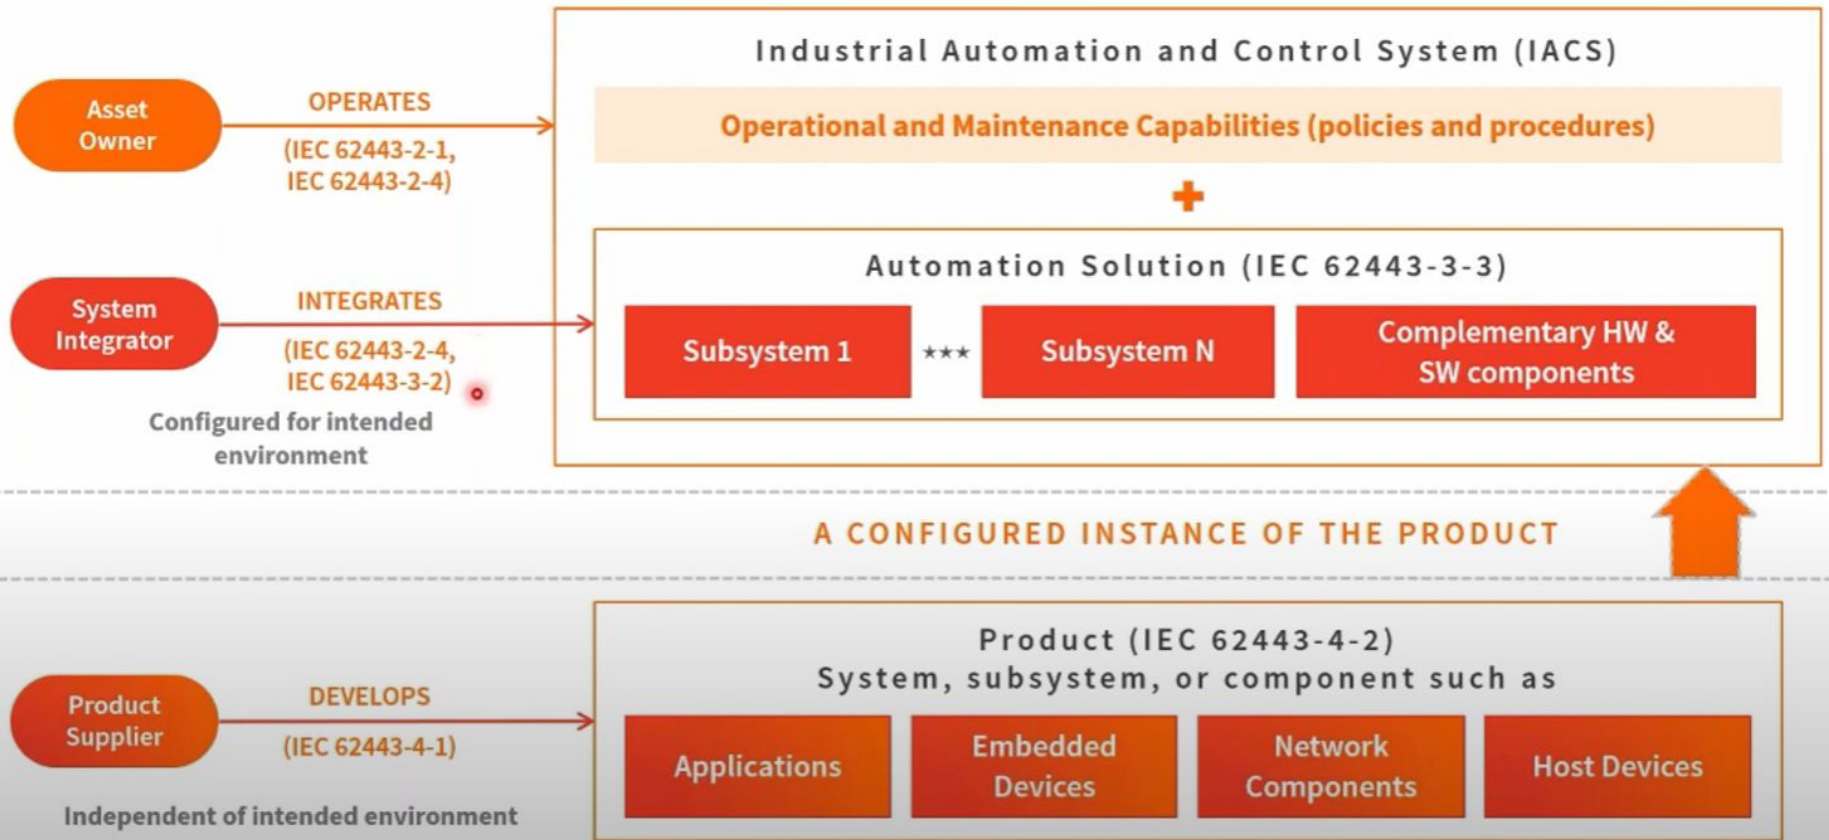 Industrial Automation and Control System (IACS)
Asset
Owner
OPERATES
(IEC 62443-2-1,
IEC 62443-2-4)
Operational and Maintenance Capabilities (policies and procedures)
Automation Solution (IEC 62443-3-3)
System
Integrator
INTEGRATES
(IEC 62443-2-4,
IEC 62443-3-2)
Configured for intended
environment
Subsystem 1
***
Subsystem N
Complementary HW &
SW components
A CONFIGURED INSTANCE OF THE PRODUCT
Product (IEC 62443-4-2)
System, subsystem, or component such as
Product
Supplier
DEVELOPS
(IEC 62443-4-1)
Independent of intended environment
Applications
Embedded
Devices
Network
Components
Host Devices